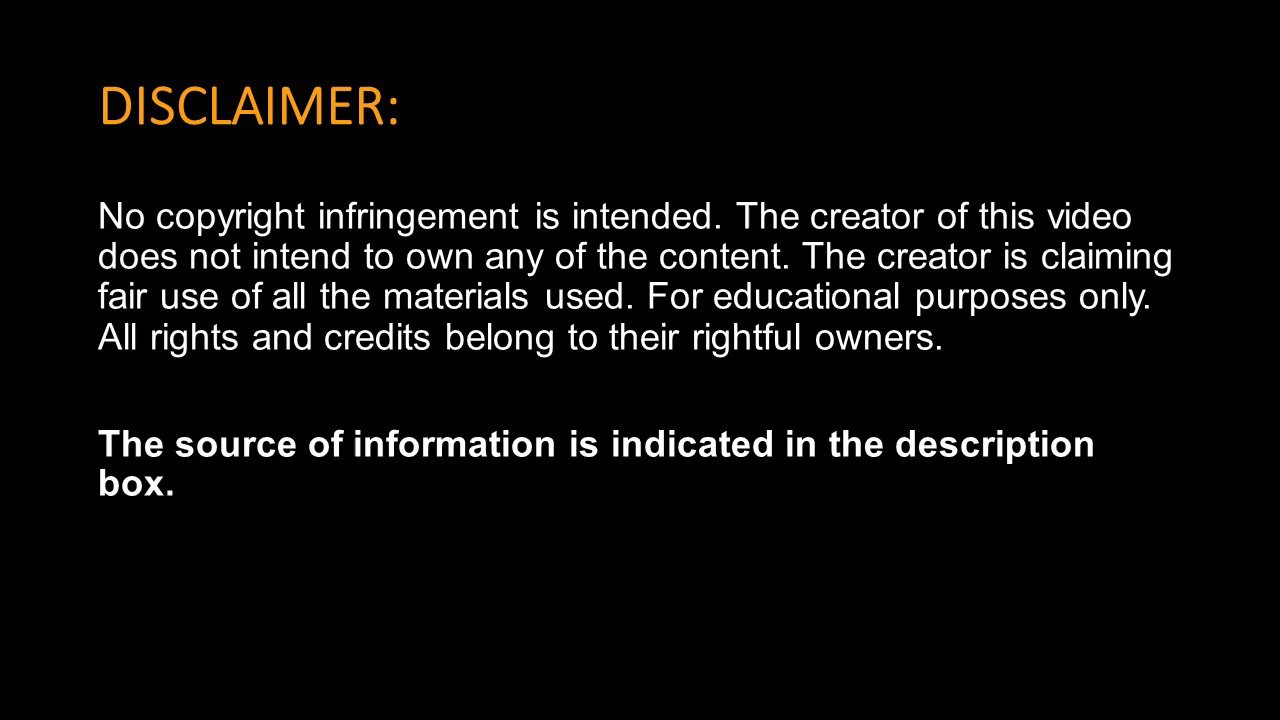 DISCLAIMER:
No copyright infringement is intended. The creator of this video
does not intend to own any of the content. The creator is claiming
fair use of all the materials used. For educational purposes only.
All rights and credits belong to their rightful owners.
The source of information is indicated in the description
box.